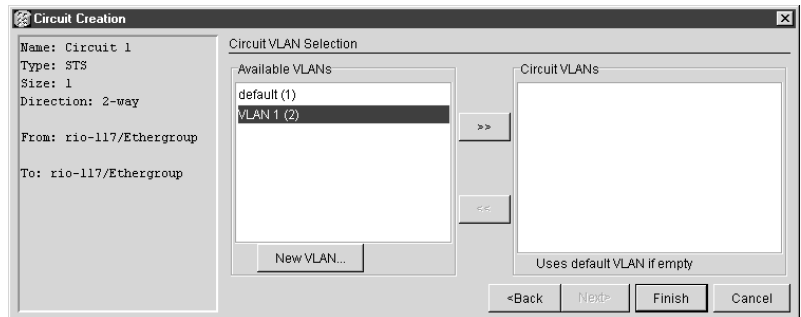 Circuit Creation
Name: Circuit 1
Type: STS
Size: 1
Direction: 2-way
From: rio-117/Ethergroup
To: rio-117/Ethergroup
Circuit VLAN Selection
Available VLANs
default (1)
VLAN 1 (2)
New VLAN...
>>
<<
Circuit VLANs
Uses default VLAN if empty
<Back
Next>
Finish
Cancel